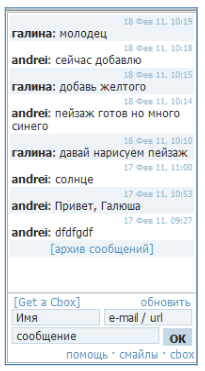 18 Фев 11, 10:19
галина: молодец
18 Фев 11, 10:18
andrei: сейчас добавлю
18 Фев 11, 10:15
галина: добавь желтого
18 Фев 11, 10:14
andrei: пейзаж готов но много
синего
18 Фев 11, 10:10
галина: давай нарисуем пейзаж
17 Фев 11, 11:00
andrei: солнце
17 Фев 11, 10:53
andrei: Привет, Галюша
17 Фев 11, 09:27
andrei: dfdfgdf
[архив сообщений]
[Get a Cbox] обновить
Имя e-mail / url
сообщение OK
помощь · смайлы · cbox